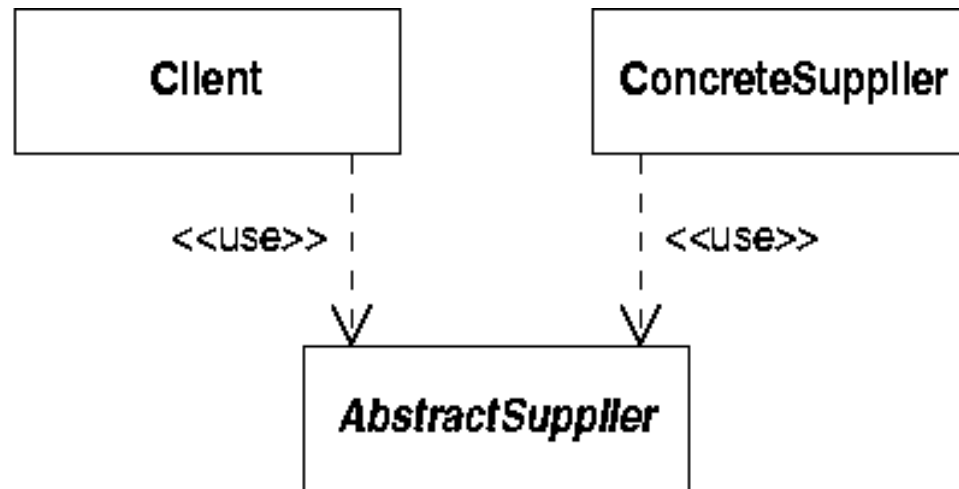 Client
ConcreteSupplier
<<use>>
<<use>>
AbstractSupplier